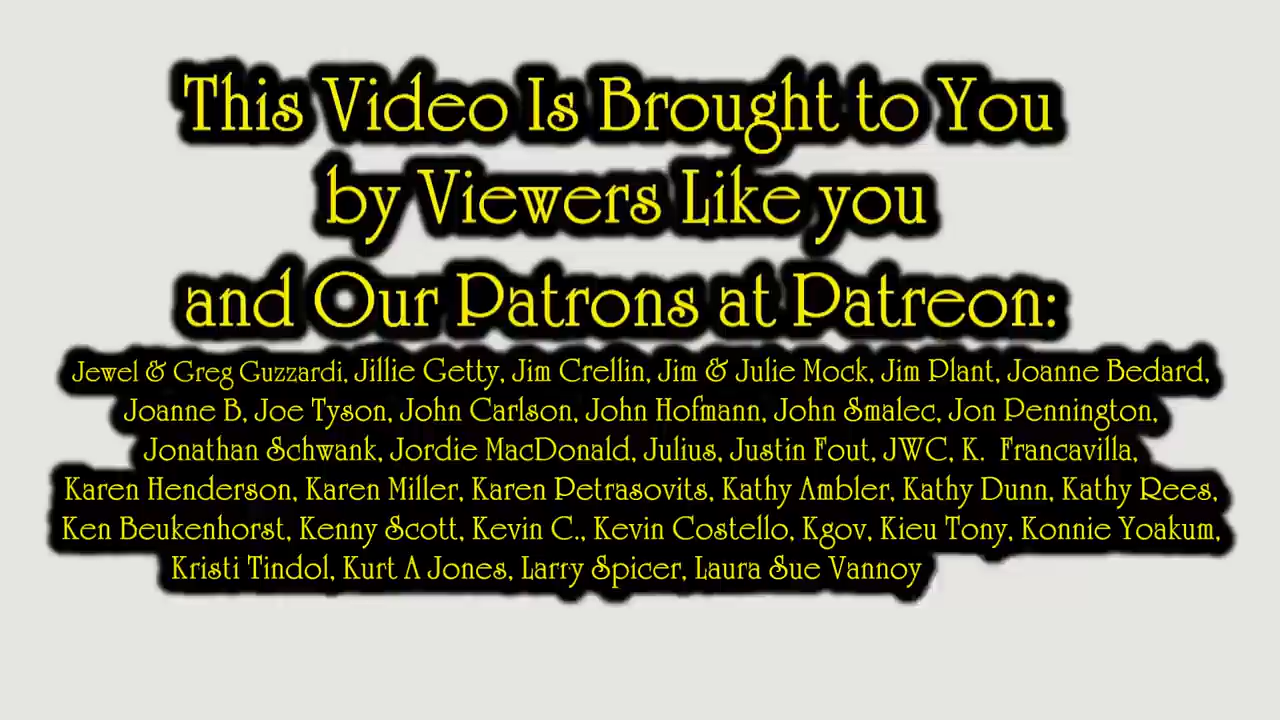 This Video Is Brought to You
by Viewers Like you
and Our Patrons at Patreon:
Jewel & Greg Guzzardi, Jillie Getty, Jim Crellin, Jim & Julie Mock, Jim Plant, Joanne Bedard,
Joanne B, Joe Tyson, John Carlson, John Hofmann, John Smalec, Jon Pennington,
Jonathan Schwank, Jordie MacDonald, Julius, Justin Fout, JWC, K. Francavilla,
Karen Henderson, Karen Miller, Karen Petrasovits, Kathy Ambler, Kathy Dunn, Kathy Rees,
Ken Beukenhorst, Kenny Scott, Kevin C., Kevin Costello, Kgov, Kieu Tony, Konnie Yoakum,
Kristi Tindol, Kurt A Jones, Larry Spicer, Laura Sue Vannoy